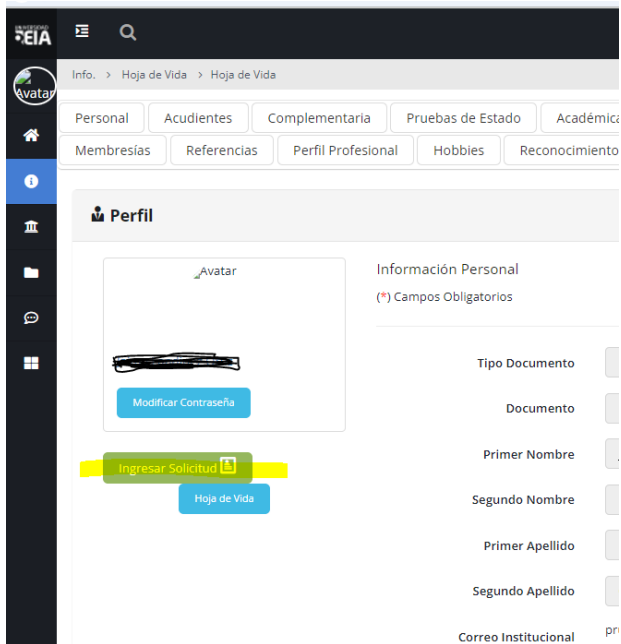 UNIVERSIDAD
EIA
Info. > Hoja de Vida > Hoja de Vida
Avatar
Personal Acudientes Complementaria Pruebas de Estado Académica
Membresías Referencias Perfil Profesional Hobbies Reconocimiento
Perfil
Avatar
Información Personal
(*) Campos Obligatorios
Tipo Documento
Modificar Contraseña
Documento
Primer Nombre
Ingresar Solicitud
Hoja de Vida
Segundo Nombre
Primer Apellido
Segundo Apellido
Correo Institucional